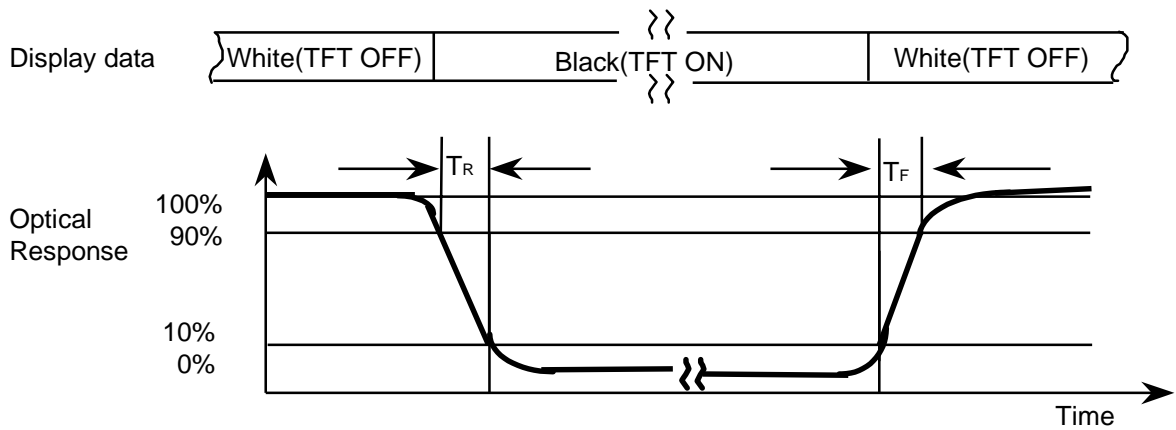 Display data
White(TFT OFF)
Black(TFT ON)
White(TFT OFF)
TR
TF
Optical
Response
100%
90%
10%
0%
Time